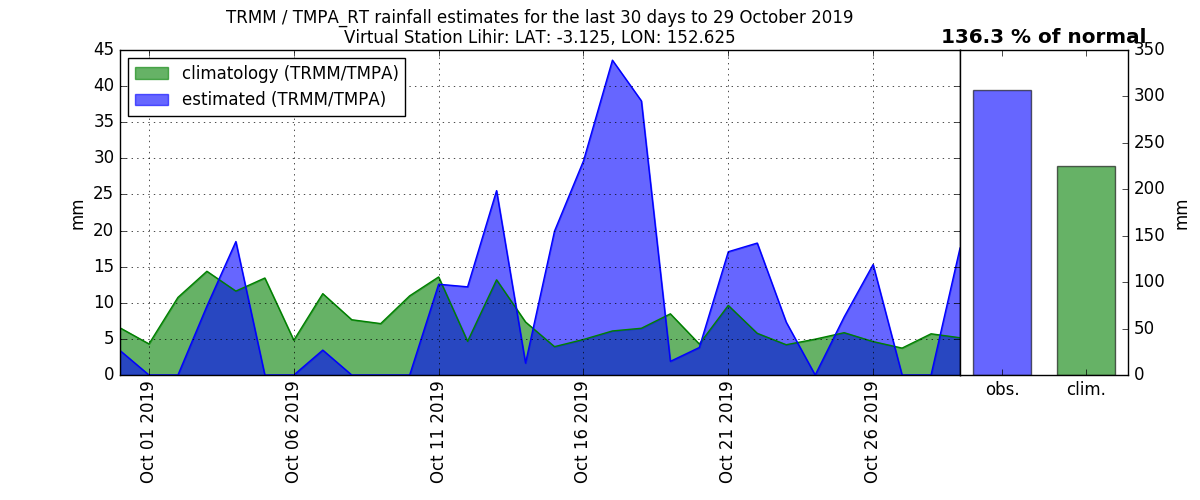 TRMM / TMPA_RT rainfall estimates for the last 30 days to 29 October 2019
Virtual Station Lihir: LAT: -3.125, LON: 152.625
136.3 % of normal
climatology (TRMM/TMPA)
estimated (TRMM/TMPA)
45
40
35
30
25
20
15
10
5
0
mm
Oct 01 2019
Oct 06 2019
Oct 11 2019
Oct 16 2019
Oct 21 2019
Oct 26 2019
350
300
250
200
150
100
50
0
mm
obs.
clim.